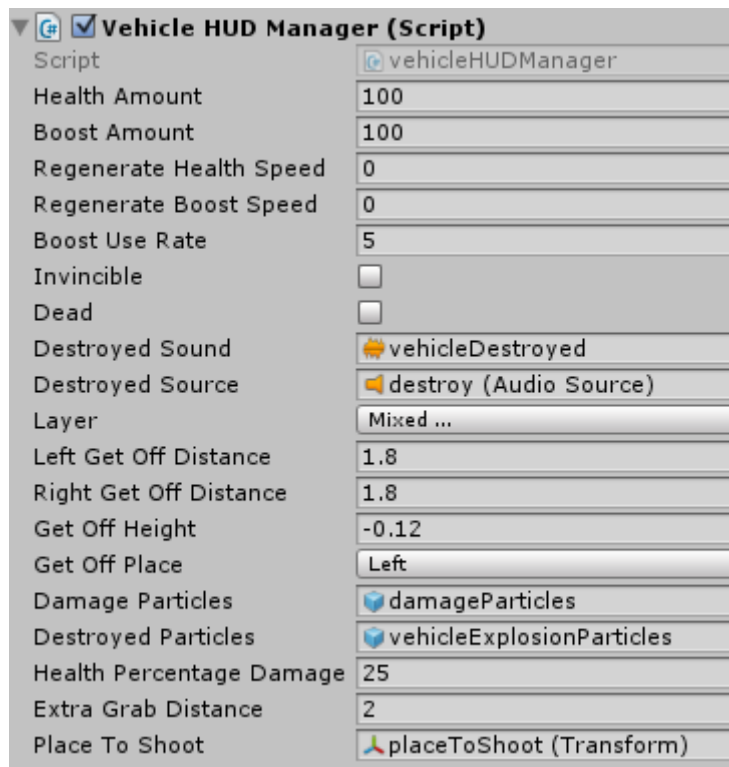 Vehicle HUD Manager (Script)
Script vehicleHUDManager
Health Amount 100
Boost Amount 100
Regenerate Health Speed 0
Regenerate Boost Speed 0
Boost Use Rate 5
Invincible
Dead
Destroyed Sound vehicleDestroyed
Destroyed Source destroy (Audio Source)
Layer Mixed ...
Left Get Off Distance 1.8
Right Get Off Distance 1.8
Get Off Height -0.12
Get Off Place Left
Damage Particles damageParticles
Destroyed Particles vehicleExplosionParticles
Health Percentage Damage 25
Extra Grab Distance 2
Place To Shoot placeToShoot (Transform)